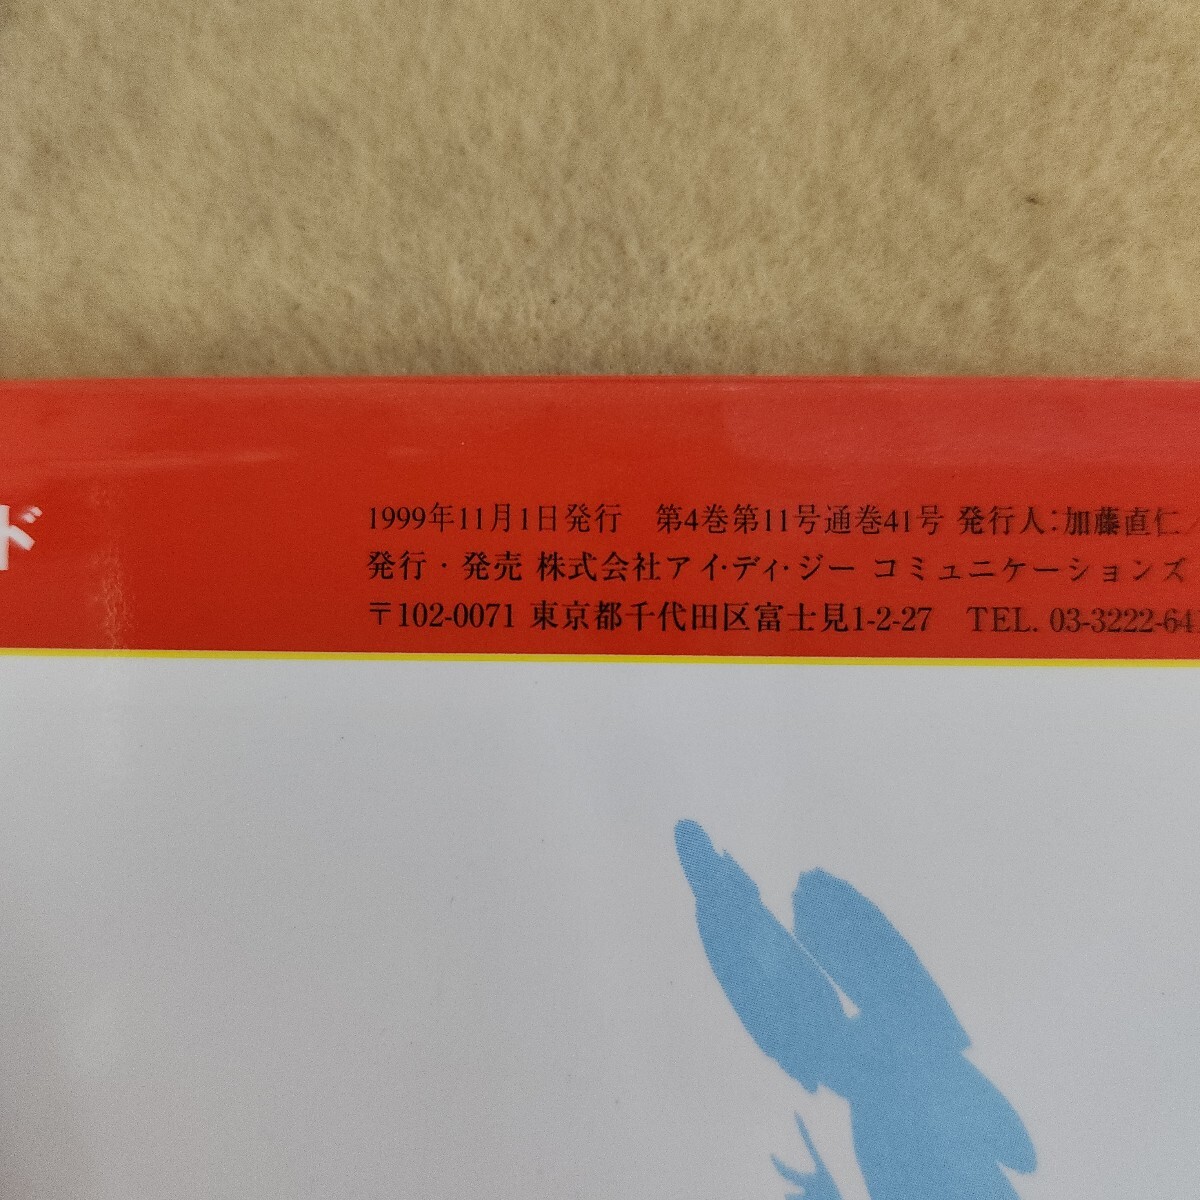 ド
1999年11月1日発行　第4巻第11号通巻41号 発行人:加藤直仁
発行・発売 株式会社アイ・ディ・ジー コミュニケーションズ
〒102-0071 東京都千代田区富士見1-2-27　TEL. 03-3222-641